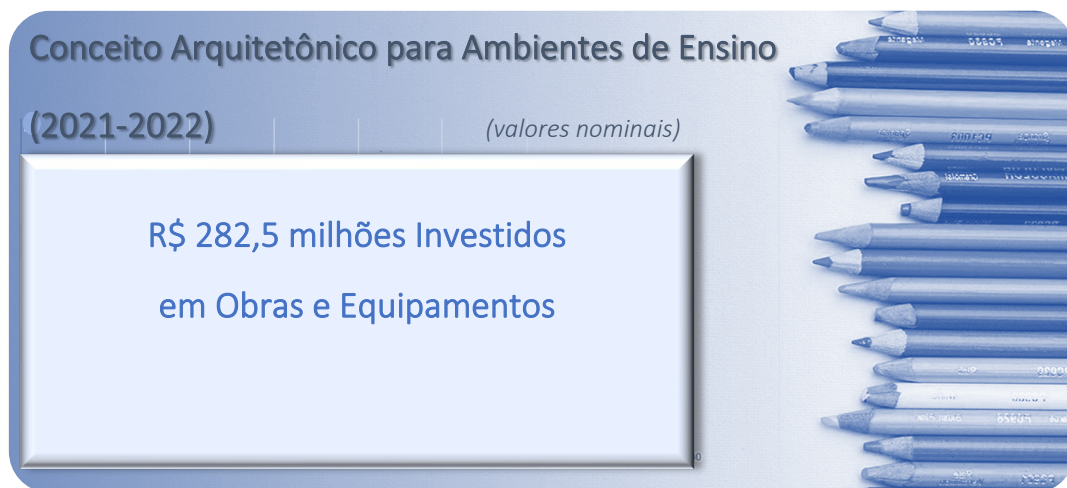 Conceito Arquitetônico para Ambientes de Ensino
(2021-2022)
(valores nominais)
R$ 282,5 milhões Investidos
em Obras e Equipamentos